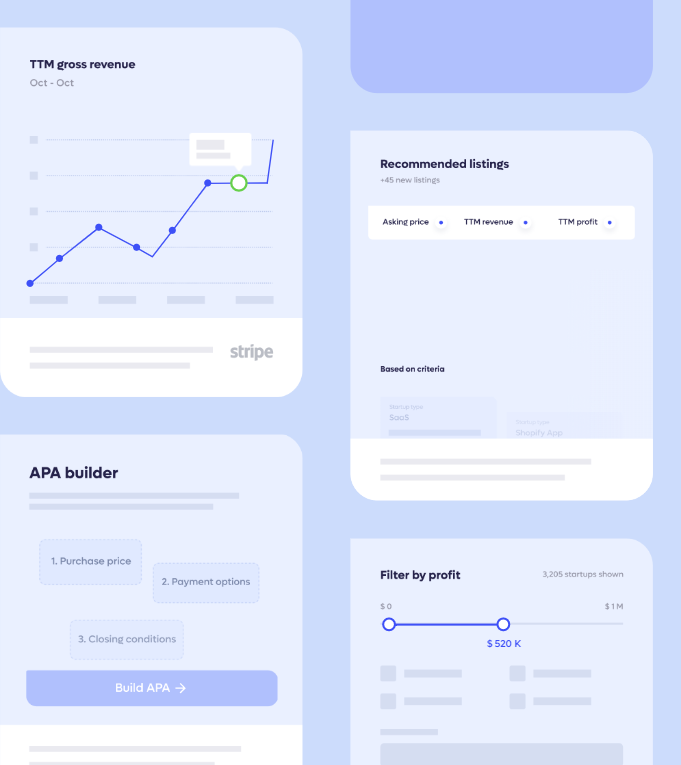 TTM gross revenue
Oct - Oct
stripe
APA builder
1. Purchase price
2. Payment options
3. Closing conditions
Build APA →
Recommended listings
+45 new listings
Asking price
TTM revenue
TTM profit
Based on criteria
Startup type
SaaS
Startup type
Shopify App
Filter by profit
3,205 startups shown
$ 0
$ 1 M
$ 520 K